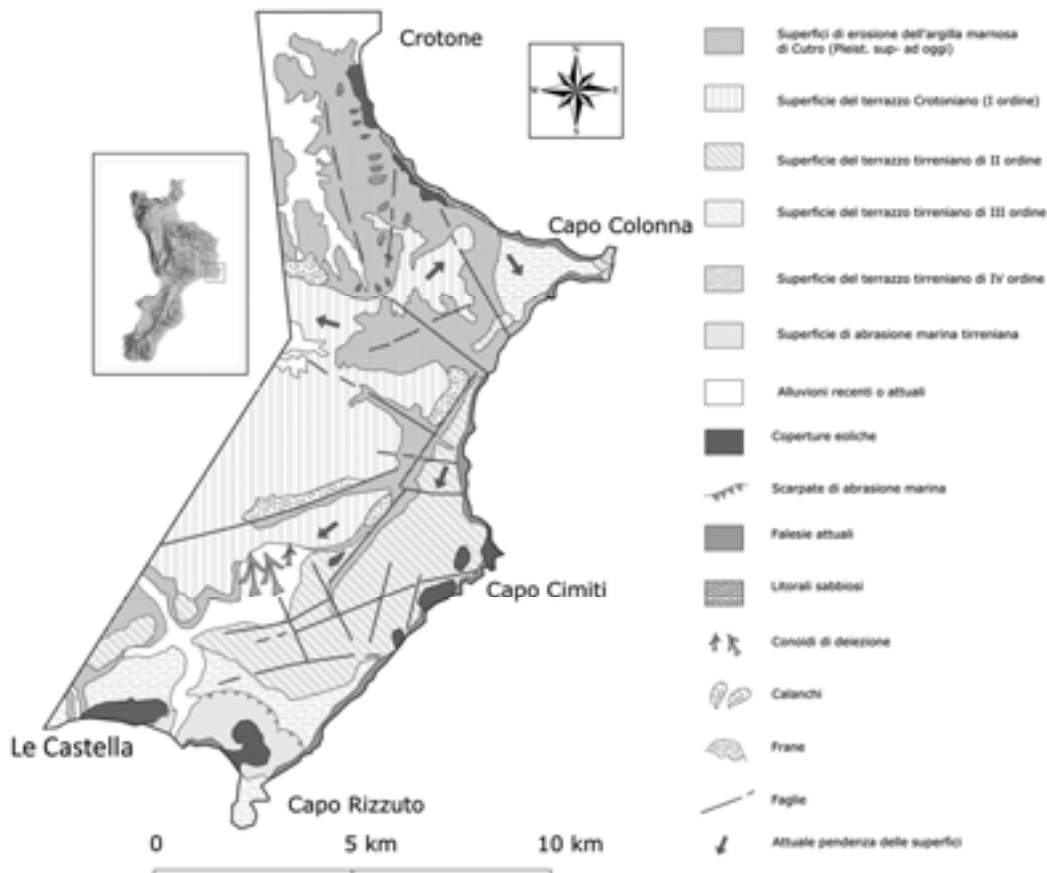 Crotone
N
W
E
S
Capo Colonna
Capo Cimiti
Le Castella
Capo Rizzuto
0 5 km 10 km
Superfici di erosione dell'argilla marnosa
di Cutro (Pleist. sup- ad oggi)
Superficie del terrazzo Crotoniano (I ordine)
Superficie del terrazzo tirreniano di II ordine
Superficie del terrazzo tirreniano di III ordine
Superficie del terrazzo tirreniano di IV ordine
Superficie di abrasione marina tirreniana
Alluvioni recenti o attuali
Coperture eoliche
Scarpate di abrasione marina
Falesie attuali
Litorali sabbiosi
Conoidi di deiezione
Calanchi
Frane
Faglie
Attuale pendenza delle superfici